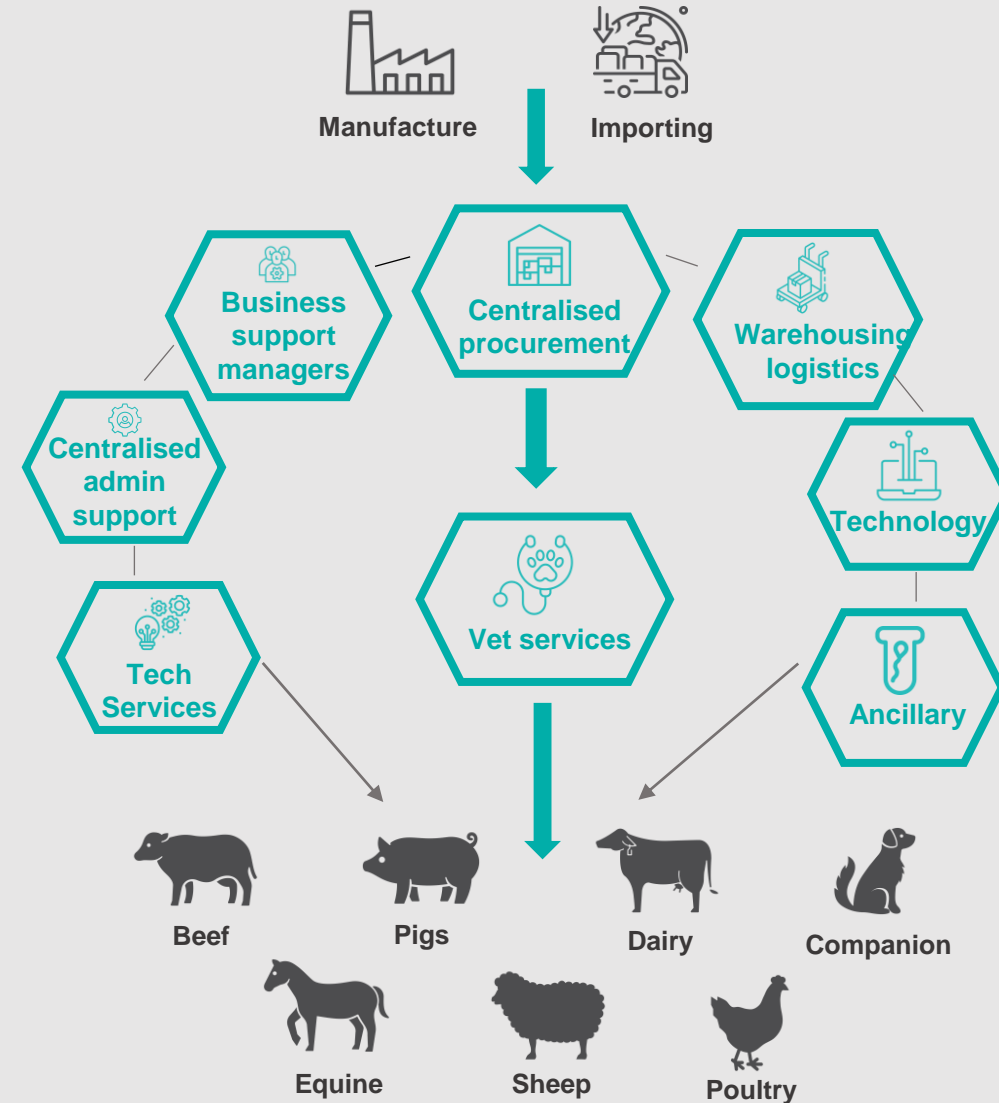 Manufacture
Importing
Business
support
managers
Centralised
procurement
Warehousing
logistics
Centralised
admin
support
Technology
Tech
Services
Vet services
Ancillary
Beef
Pigs
Dairy
Companion
Equine
Sheep
Poultry